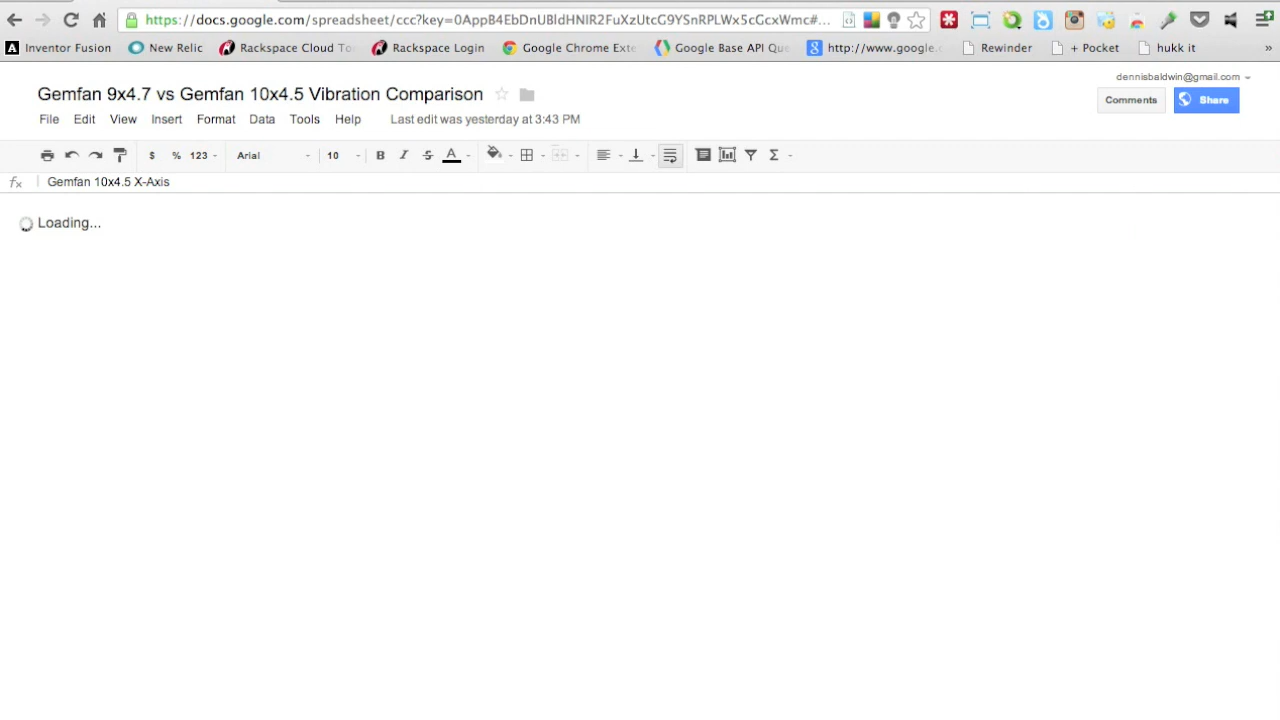 https://docs.google.com/spreadsheet/ccc?key=0AppB4EbDnUBldHNlR2FuXzUtcG9YSnRPLWx5cGcxWmc#...
Inventor Fusion New Relic Rackspace Cloud To Rackspace Login Google Chrome Exte Google Base API Que http://www.google. Rewinder + Pocket hukk it »
dennisbaldwin@gmail.com
Gemfan 9x4.7 vs Gemfan 10x4.5 Vibration Comparison
Comments Share
File Edit View Insert Format Data Tools Help Last edit was yesterday at 3:43 PM
$ % 123 Arial 10 B I S A Σ
fx Gemfan 10x4.5 X-Axis
Loading...